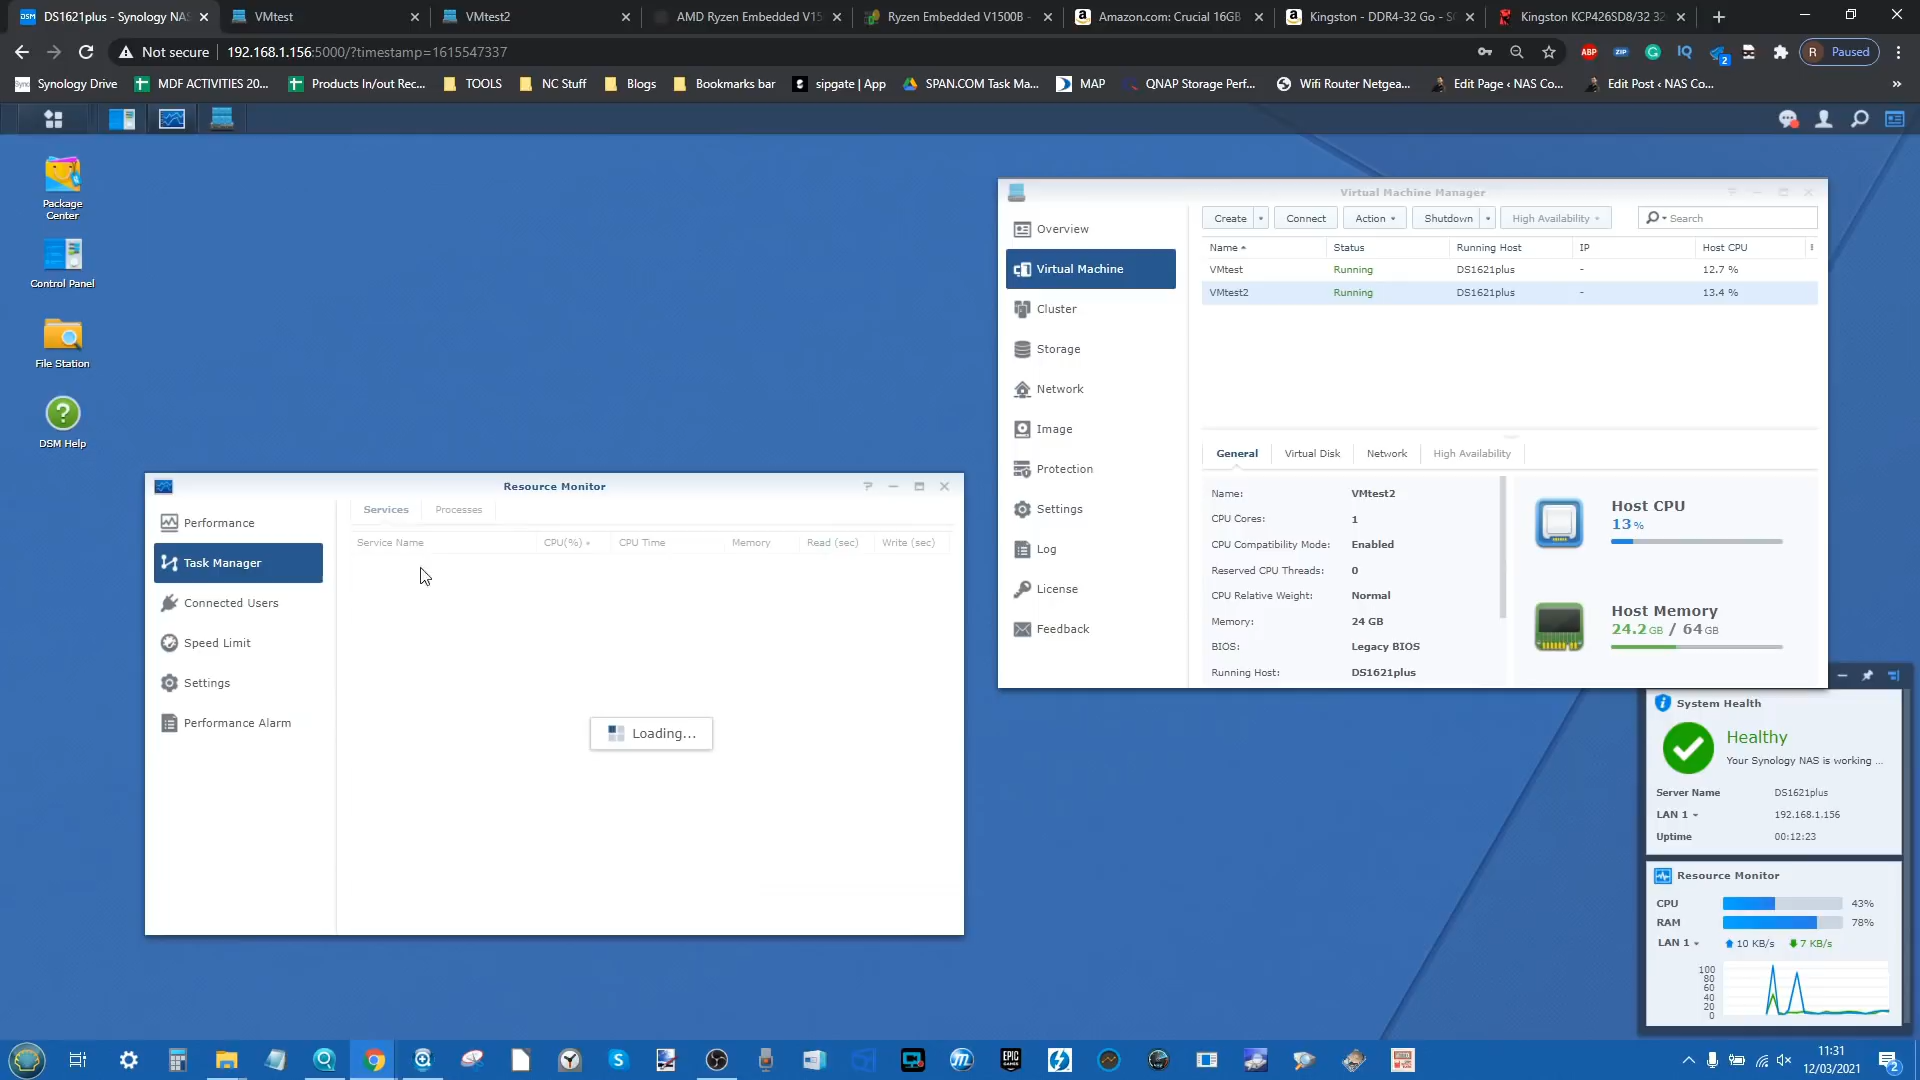 DS1621plus - Synology NAS
VMtest
VMtest2
AMD Ryzen Embedded V15
Ryzen Embedded V1500B -
Amazon.com: Crucial 16GB
Kingston - DDR4-32 Go - SO
Kingston KCP426SD8/32 32
Not secure
192.168.1.156:5000/?timestamp=1615547337
ABP
ZIP
IQ
2
R
Paused
Synology Drive
MDF ACTIVITIES 20...
Products In/out Rec...
TOOLS
NC Stuff
Blogs
Bookmarks bar
sipgate | App
SPAN.COM Task Ma...
MAP
QNAP Storage Perf...
Wifi Router Netgea...
Edit Page ‹ NAS Co...
Edit Post ‹ NAS Co...
»
Package
Center
Control Panel
File Station
DSM Help
Virtual Machine Manager
Overview
Virtual Machine
Cluster
Storage
Network
Image
Protection
Settings
Log
License
Feedback
Create
Connect
Action
Shutdown
High Availability
Search
Name
Status
Running Host
IP
Host CPU
VMtest
Running
DS1621plus
-
12.7 %
VMtest2
Running
DS1621plus
-
13.4 %
General
Virtual Disk
Network
High Availability
Name: VMtest2
CPU Cores: 1
CPU Compatibility Mode: Enabled
Reserved CPU Threads: 0
CPU Relative Weight: Normal
Memory: 24 GB
BIOS: Legacy BIOS
Running Host: DS1621plus
Host CPU
13 %
Host Memory
24.2 GB / 64 GB
Resource Monitor
Performance
Task Manager
Connected Users
Speed Limit
Settings
Performance Alarm
Services
Processes
Service Name
CPU(%)
CPU Time
Memory
Read (sec)
Write (sec)
Loading...
System Health
Healthy
Your Synology NAS is working ...
Server Name DS1621plus
LAN 1 192.168.1.156
Uptime 00:12:23
Resource Monitor
CPU 43%
RAM 78%
LAN 1 10 KB/s 7 KB/s
100
80
60
40
20
0
EPIC
GAMES
11:31
12/03/2021
2